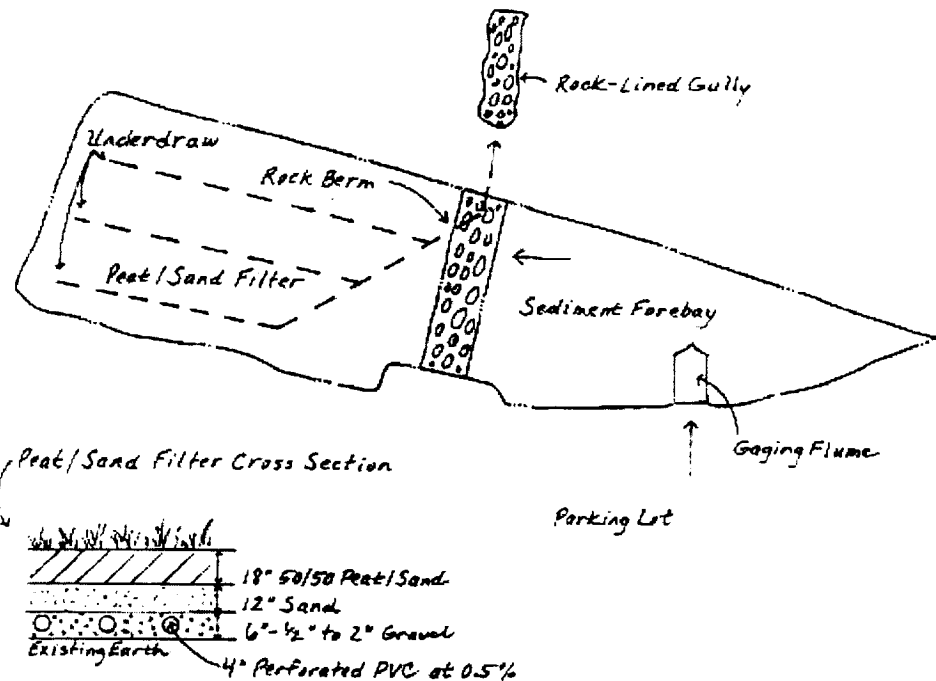 Rock-Lined Gully
Underdraw
Rock Berm
Peat/Sand Filter
Sediment Forebay
Gaging Flume
Parking Lot
Peat/Sand Filter Cross Section
18" 50/50 Peat/Sand
12" Sand
6"-1/2" to 2" Gravel
Existing Earth
4" Perforated PVC at 0.5%